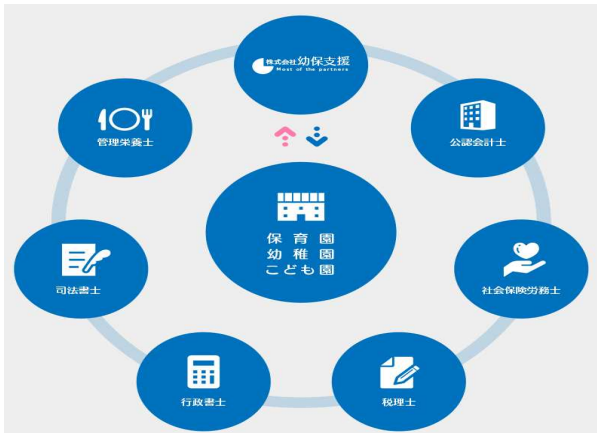 株式会社幼保支援
Most of the partners
管理栄養士
公認会計士
保育園
幼稚園
こども園
司法書士
社会保険労務士
行政書士
税理士